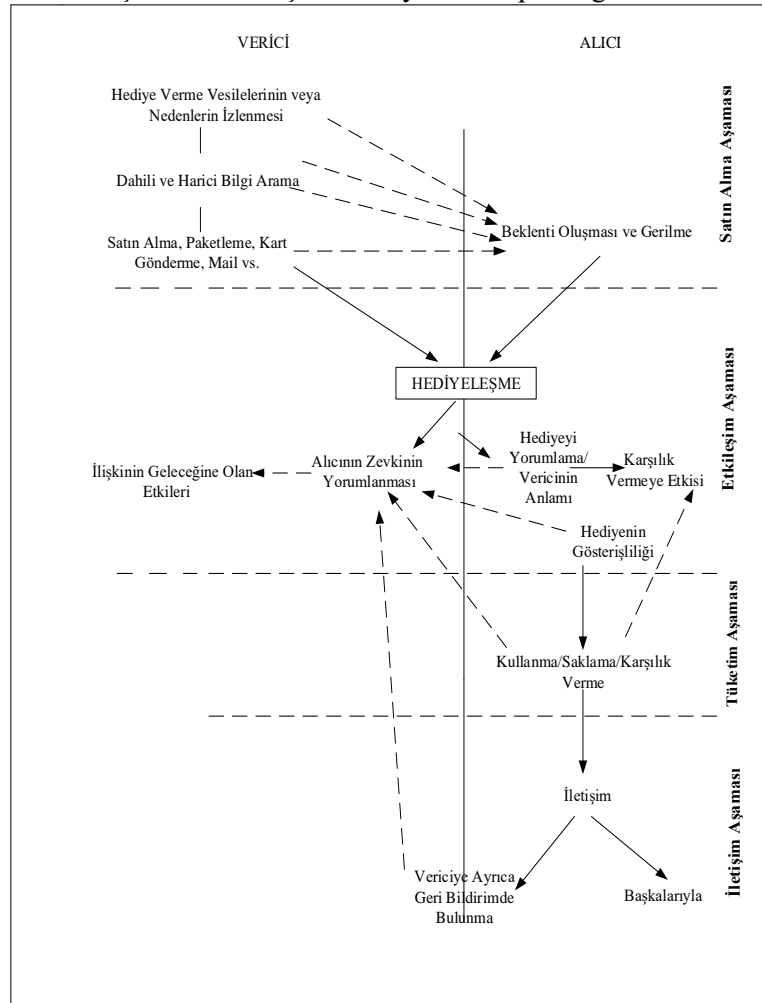 VERİCİ
ALICI
Hediye Verme Vesilelerinin veya
Nedenlerin İzlenmesi
Dahili ve Harici Bilgi Arama
Satın Alma, Paketleme, Kart
Gönderme, Mail vs.
Beklenti Oluşması ve Gerilme
Satın Alma Aşaması
HEDİYELEŞME
İlişkinin Geleceğine Olan
Etkileri
Alıcının Zevkinin
Yorumlanması
Hediyeyi
Yorumlama/
Vericinin
Anlamı
Karşılık
Vermeye Etkisi
Hediyenin
Gösterişliliği
Etkileşim Aşaması
Kullanma/Saklama/Karşılık
Verme
Tüketim Aşaması
İletişim
Vericiye Ayrıca
Geri Bildirimde
Bulunma
Başkalarıyla
İletişim Aşaması